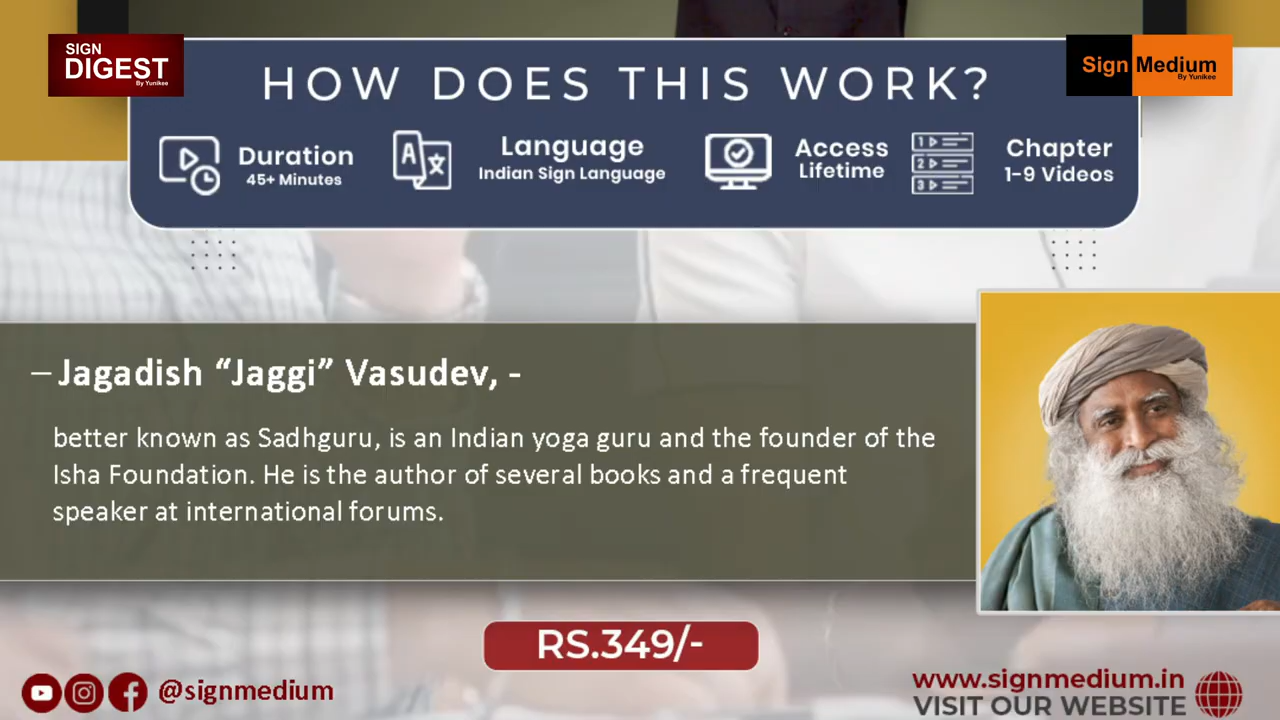 SIGN
DIGEST
By Yunikee
Sign Medium
By Yunikee
HOW DOES THIS WORK?
Duration
45+ Minutes
A
Language
Indian Sign Language
Access
Lifetime
1
2
3
Chapter
1-9 Videos
– Jagadish “Jaggi” Vasudev, -
better known as Sadhguru, is an Indian yoga guru and the founder of the
Isha Foundation. He is the author of several books and a frequent
speaker at international forums.
RS.349/-
@signmedium
www.signmedium.in
VISIT OUR WEBSITE